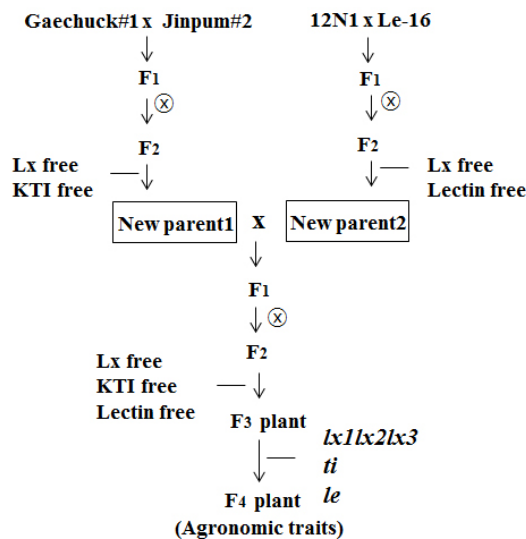 Gaechuck#1 x Jinpum#2
12N1 x Le-16
F1
F1
ⓧ
ⓧ
F2
F2
Lx free
KTI free
Lx free
Lectin free
New parent1 x New parent2
F1
ⓧ
F2
Lx free
KTI free
Lectin free
F3 plant
lx1lx2lx3
ti
le
F4 plant
(Agronomic traits)